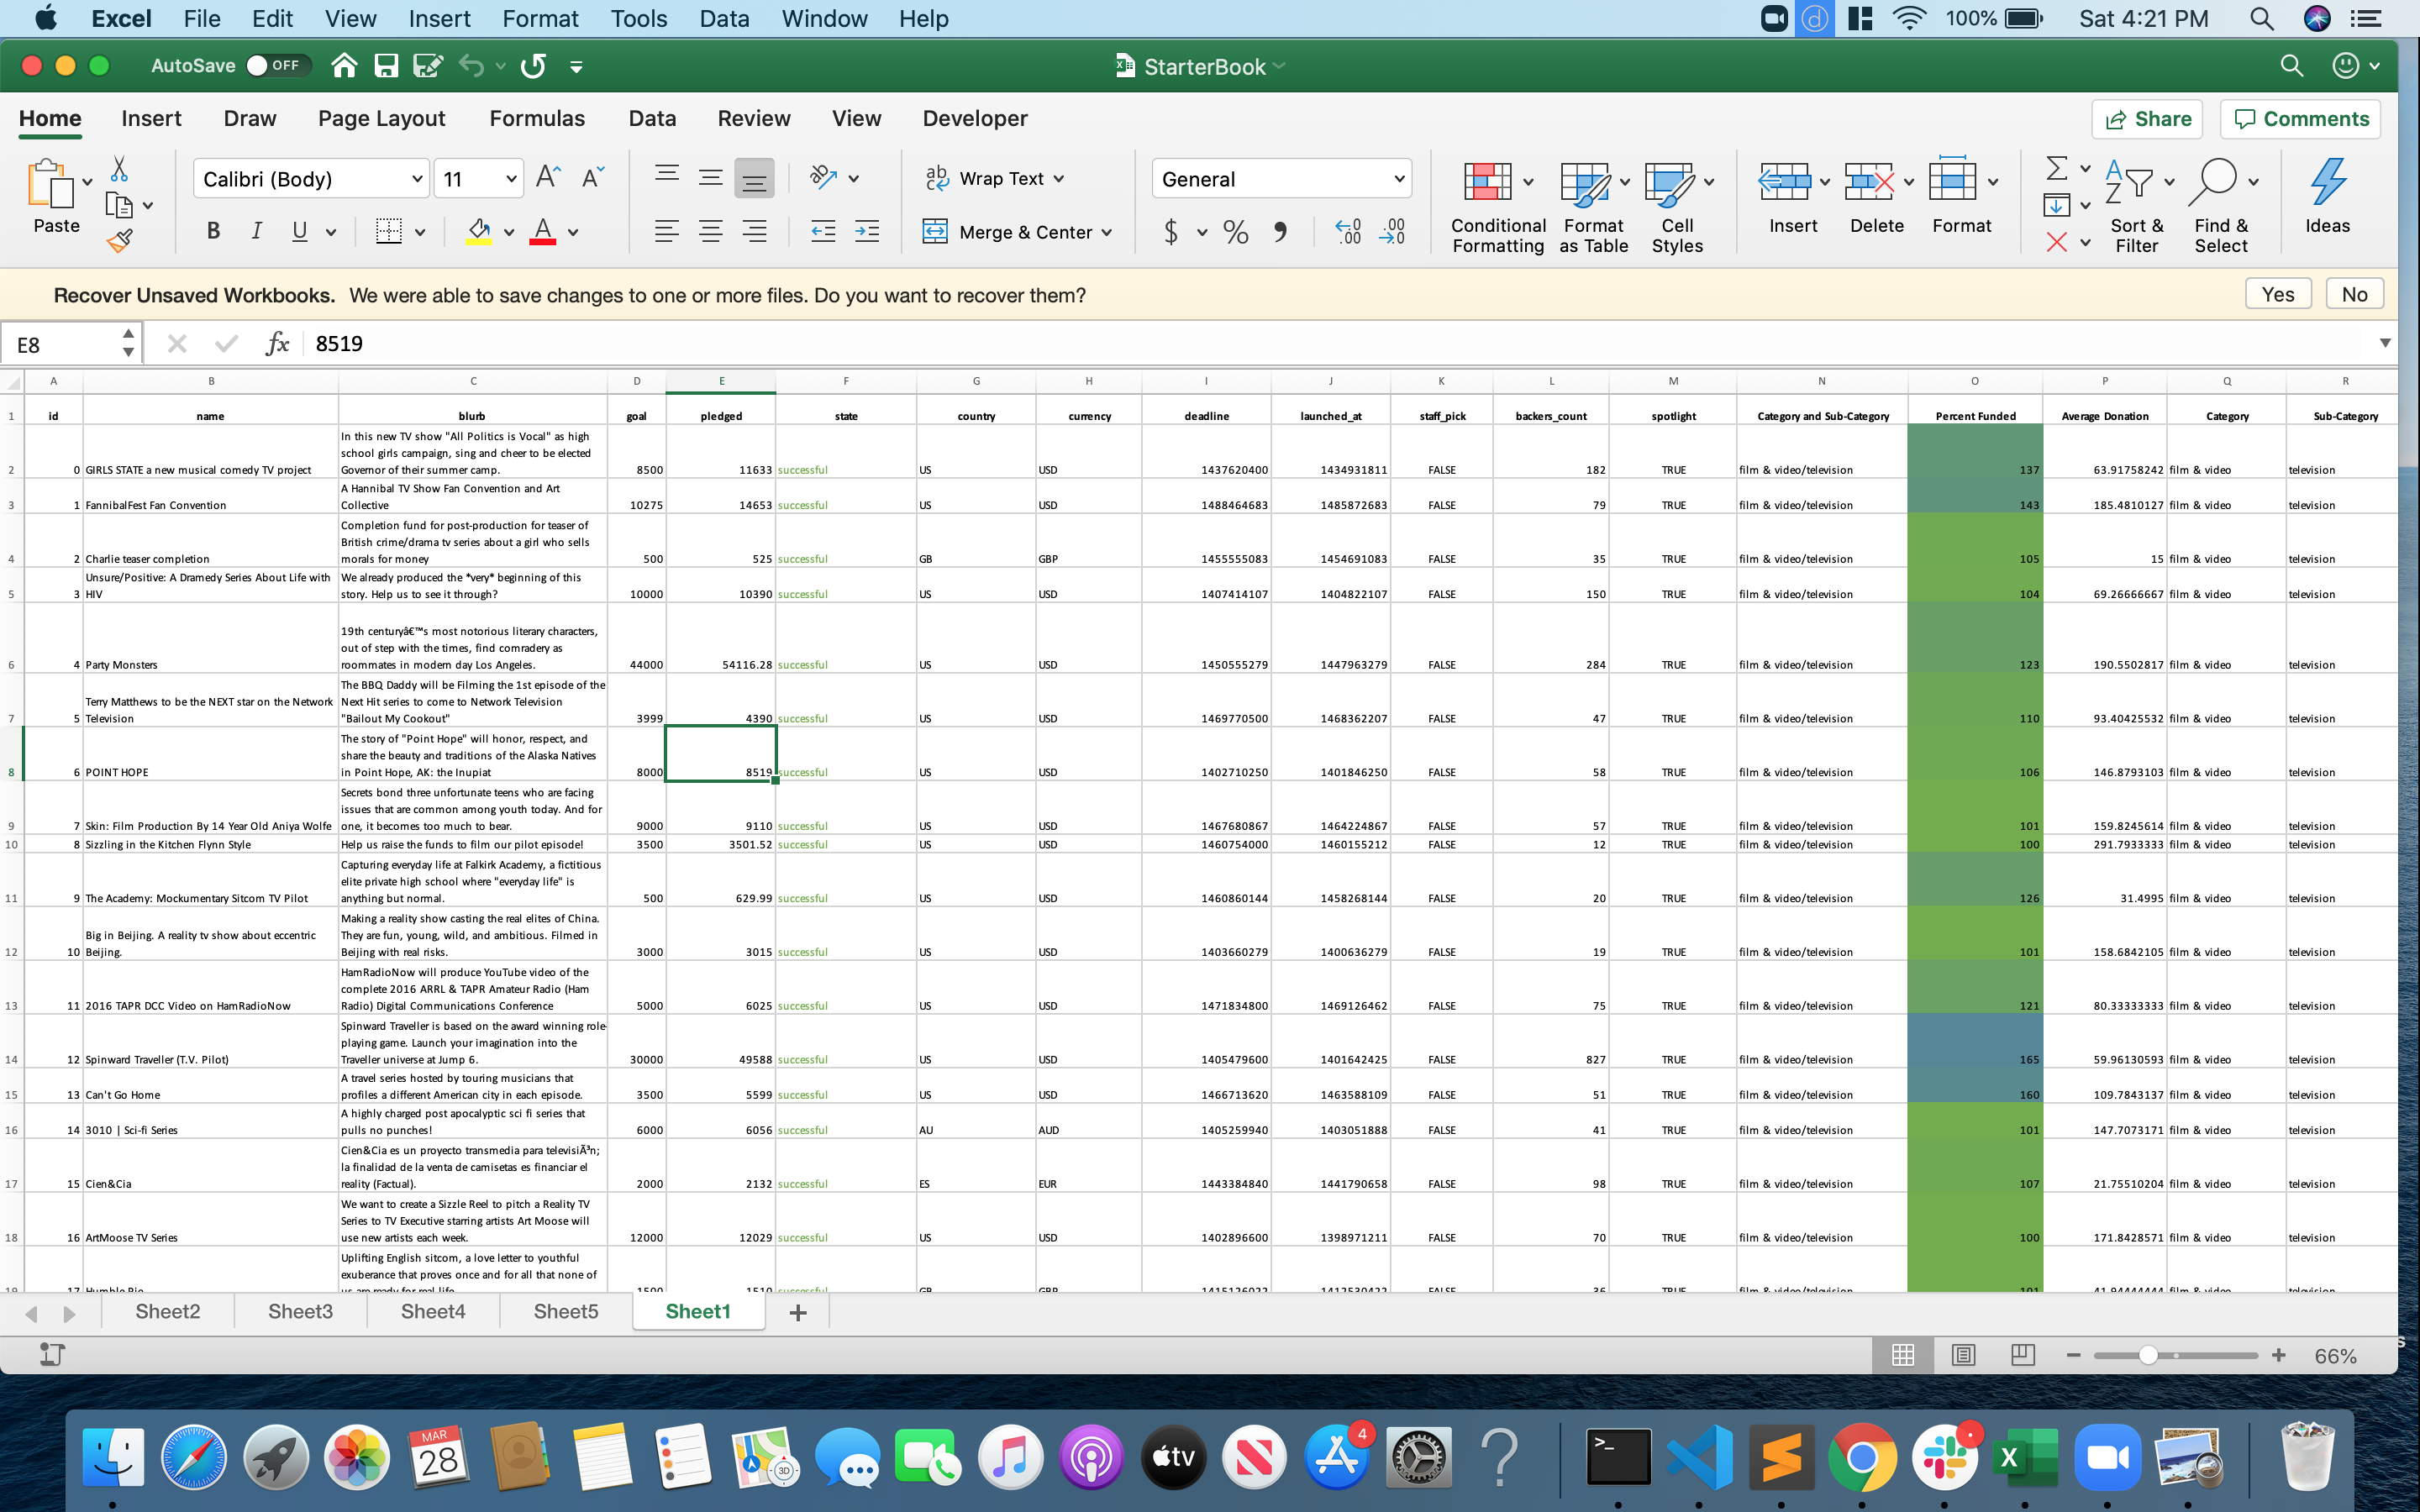 Excel File Edit View Insert Format Tools Data Window Help 100% Sat 4:21 PM
AutoSave OFF StarterBook
Home Insert Draw Page Layout Formulas Data Review View Developer Share Comments
Paste Calibri (Body) 11 Wrap Text General Conditional Formatting Format as Table Cell Styles Insert Delete Format Sort & Filter Find & Select Ideas
B I U A Merge & Center $ % .00
Recover Unsaved Workbooks. We were able to save changes to one or more files. Do you want to recover them? Yes No
E8 fx 8519
A B C D E F G H I J K L M N O P Q R
1 id name blurb goal pledged state country currency deadline launched_at staff_pick backers_count spotlight Category and Sub-Category Percent Funded Average Donation Category Sub-Category
2 0 GIRLS STATE a new musical comedy TV project In this new TV show "All Politics is Vocal" as high school girls campaign, sing and cheer to be elected Governor of their summer camp. 8500 11633 successful US USD 1437620400 1434931811 FALSE 182 TRUE film & video/television 137 63.91758242 film & video television
3 1 FannibalFest Fan Convention A Hannibal TV Show Fan Convention and Art Collective 10275 14653 successful US USD 1488464683 1485872683 FALSE 79 TRUE film & video/television 143 185.4810127 film & video television
4 2 Charlie teaser completion Completion fund for post-production for teaser of British crime/drama tv series about a girl who sells morals for money 500 525 successful GB GBP 1455555083 1454691083 FALSE 35 TRUE film & video/television 105 15 film & video television
5 3 Unsure/Positive: A Dramedy Series About Life with HIV We already produced the *very* beginning of this story. Help us to see it through? 10000 10390 successful US USD 1407414107 1404822107 FALSE 150 TRUE film & video/television 104 69.26666667 film & video television
6 4 Party Monsters 19th centuryâ€™s most notorious literary characters, out of step with the times, find comradery as roommates in modern day Los Angeles. 44000 54116.28 successful US USD 1450555279 1447963279 FALSE 284 TRUE film & video/television 123 190.5502817 film & video television
7 5 Terry Matthews to be the NEXT star on the Network Television The BBQ Daddy will be Filming the 1st episode of the Next Hit series to come to Network Television "Bailout My Cookout" 3999 4390 successful US USD 1469770500 1468362207 FALSE 47 TRUE film & video/television 110 93.40425532 film & video television
8 6 POINT HOPE The story of "Point Hope" will honor, respect, and share the beauty and traditions of the Alaska Natives in Point Hope, AK: the Inupiat 8000 8519 successful US USD 1402710250 1401846250 FALSE 58 TRUE film & video/television 106 146.8793103 film & video television
9 7 Skin: Film Production By 14 Year Old Aniya Wolfe Secrets bond three unfortunate teens who are facing issues that are common among youth today. And for one, it becomes too much to bear. 9000 9110 successful US USD 1467680867 1464224867 FALSE 57 TRUE film & video/television 101 159.8245614 film & video television
10 8 Sizzling in the Kitchen Flynn Style Help us raise the funds to film our pilot episode! 3500 3501.52 successful US USD 1460754000 1460155212 FALSE 12 TRUE film & video/television 100 291.7933333 film & video television
11 9 The Academy: Mockumentary Sitcom TV Pilot Capturing everyday life at Falkirk Academy, a fictitious elite private high school where "everyday life" is anything but normal. 500 629.99 successful US USD 1460860144 1458268144 FALSE 20 TRUE film & video/television 126 31.4995 film & video television
12 10 Big in Beijing. A reality tv show about eccentric Beijing. Making a reality show casting the real elites of China. They are fun, young, wild, and ambitious. Filmed in Beijing with real risks. 3000 3015 successful US USD 1403660279 1400636279 FALSE 19 TRUE film & video/television 101 158.6842105 film & video television
13 11 2016 TAPR DCC Video on HamRadioNow HamRadioNow will produce YouTube video of the complete 2016 ARRL & TAPR Amateur Radio (Ham Radio) Digital Communications Conference 5000 6025 successful US USD 1471834800 1469126462 FALSE 75 TRUE film & video/television 121 80.33333333 film & video television
14 12 Spinward Traveller (T.V. Pilot) Spinward Traveller is based on the award winning role-playing game. Launch your imagination into the Traveller universe at Jump 6. 30000 49588 successful US USD 1405479600 1401642425 FALSE 827 TRUE film & video/television 165 59.96130593 film & video television
15 13 Can't Go Home A travel series hosted by touring musicians that profiles a different American city in each episode. 3500 5599 successful US USD 1466713620 1463588109 FALSE 51 TRUE film & video/television 160 109.7843137 film & video television
16 14 3010 | Sci-fi Series A highly charged post apocalyptic sci fi series that pulls no punches! 6000 6056 successful AU AUD 1405259940 1403051888 FALSE 41 TRUE film & video/television 101 147.7073171 film & video television
17 15 Cien&Cia Cien&Cia es un proyecto transmedia para televisiÃ³n; la finalidad de la venta de camisetas es financiar el reality (Factual). 2000 2132 successful ES EUR 1443384840 1441790658 FALSE 98 TRUE film & video/television 107 21.75510204 film & video television
18 16 ArtMoose TV Series We want to create a Sizzle Reel to pitch a Reality TV Series to TV Executive starring artists Art Moose will use new artists each week. 12000 12029 successful US USD 1402896600 1398971211 FALSE 70 TRUE film & video/television 100 171.8428571 film & video television
19 17 Humble Pie Uplifting English sitcom, a love letter to youthful exuberance that proves once and for all that none of us are ready for real life 1500 1510 successful GB GBP 1415126022 1412530422 FALSE 36 TRUE film & video/television 101 41.94444444 film & video television
Sheet2 Sheet3 Sheet4 Sheet5 Sheet1 +
66%
MAR 28 3D tv 4 >_ X